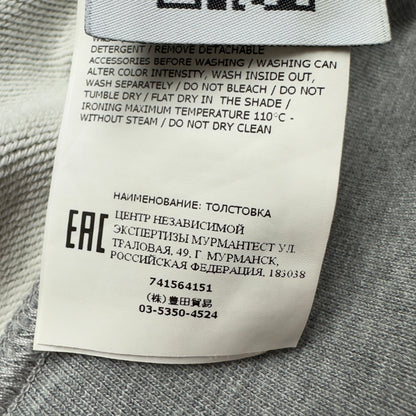 DETERGENT / REMOVE DETACHABLE
ACCESSORIES BEFORE WASHING / WASHING CAN
ALTER COLOR INTENSITY, WASH INSIDE OUT,
WASH SEPARATELY / DO NOT BLEACH / DO NOT
TUMBLE DRY / FLAT DRY IN THE SHADE /
IRONING MAXIMUM TEMPERATURE 110°C -
WITHOUT STEAM / DO NOT DRY CLEAN
НАИМЕНОВАНИЕ: ТОЛСТОВКА
EAC
ЦЕНТР НЕЗАВИСИМОЙ
ЭКСПЕРТИЗЫ МУРМАНТЕСТ УЛ.
ТРАЛОВАЯ, 49, Г МУРМАНСК,
РОССИЙСКАЯ ФЕДЕРАЦИЯ, 183038
741564151
(株) 豊田貿易
03-5350-4524